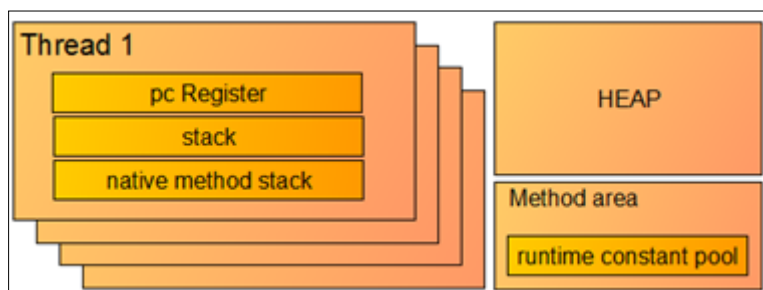 Thread 1
pc Register
stack
native method stack
HEAP
Method area
runtime constant pool